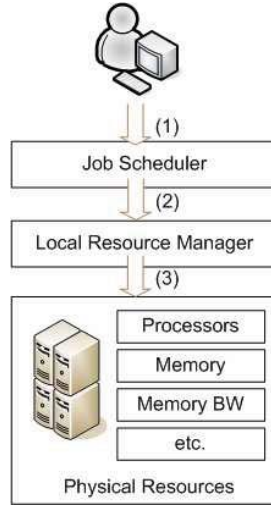 (1)
Job Scheduler
(2)
Local Resource Manager
(3)
Processors
Memory
Memory BW
etc.
Physical Resources